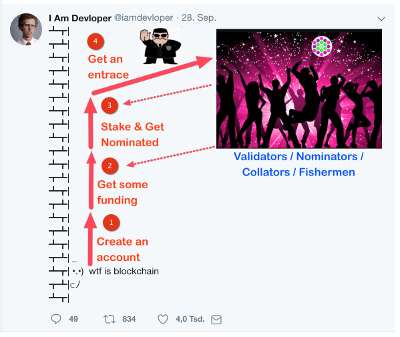 I Am Devloper @iamdevloper · 28. Sep.
4
Get an
entrace
3
Stake & Get
Nominated
Validators / Nominators /
Collators / Fishermen
2
Get some
funding
1
Create an
account
•.•) wtf is blockchain
49 834 4,0 Tsd.